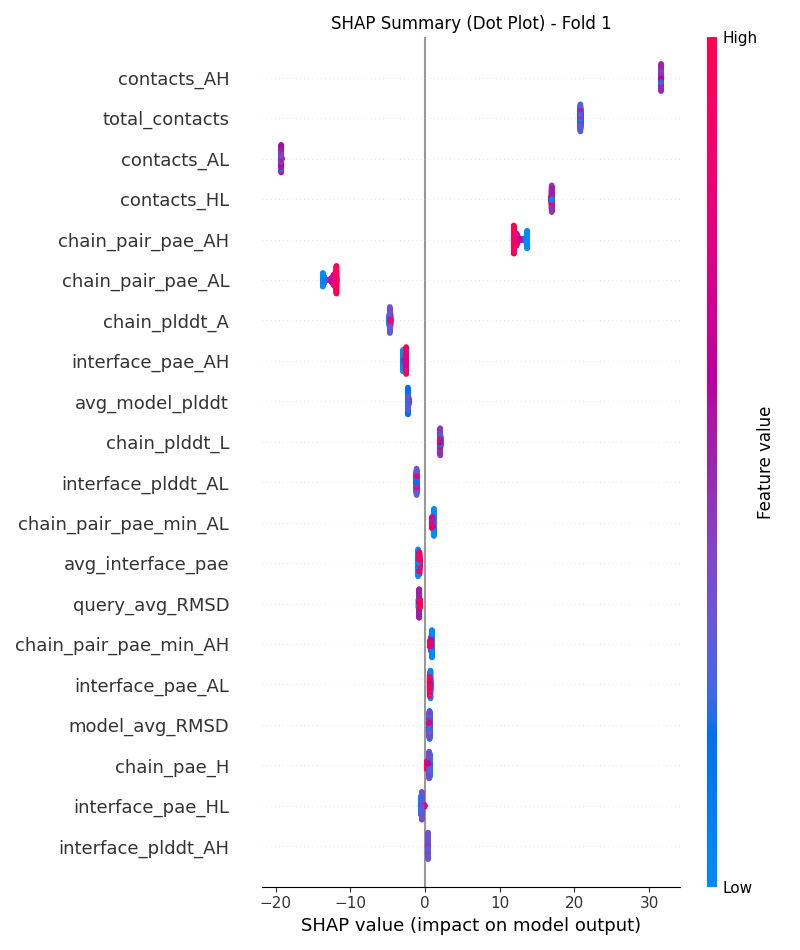 SHAP Summary (Dot Plot) - Fold 1
High
contacts_AH
total_contacts
contacts_AL
contacts_HL
chain_pair_pae_AH
chain_pair_pae_AL
chain_plddt_A
interface_pae_AH
avg_model_plddt
chain_plddt_L
interface_plddt_AL
chain_pair_pae_min_AL
avg_interface_pae
query_avg_RMSD
chain_pair_pae_min_AH
interface_pae_AL
model_avg_RMSD
chain_pae_H
interface_pae_HL
interface_plddt_AH
Feature value
Low
−20 −10 0 10 20 30
SHAP value (impact on model output)